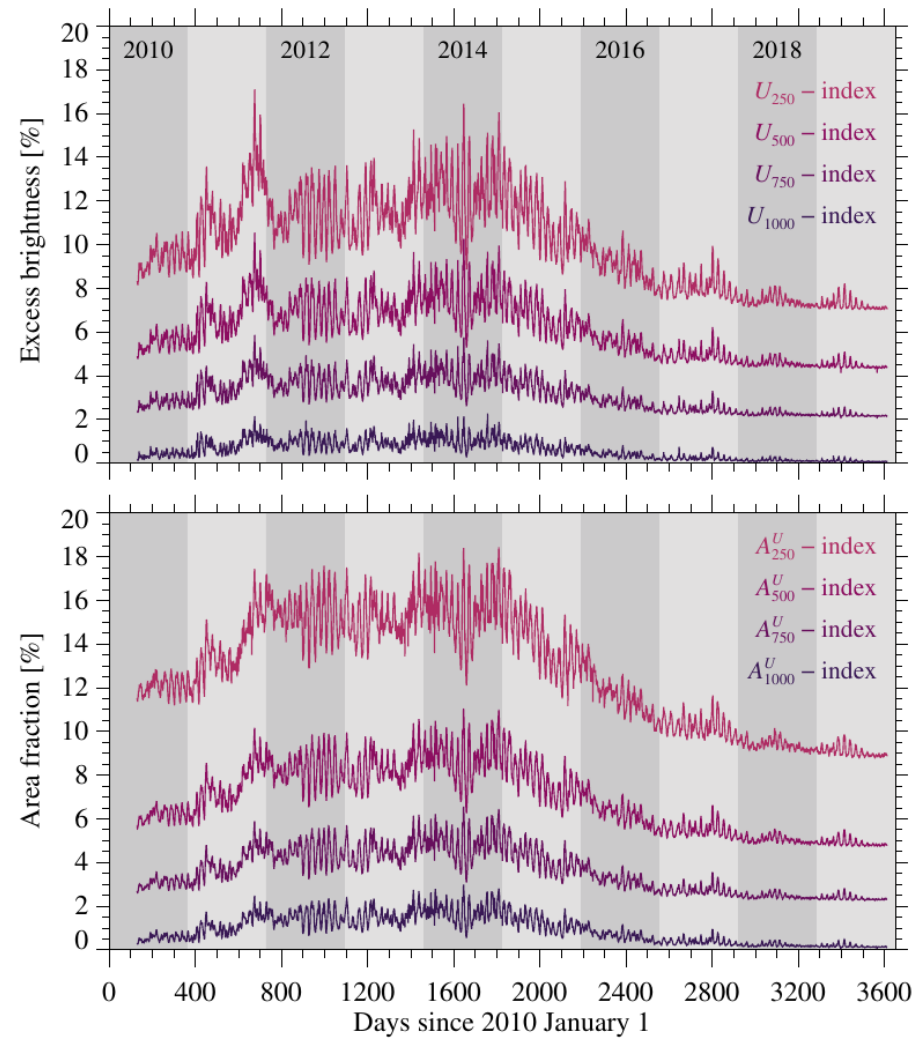 20
2010 2012 2014 2016 2018
18
U₂₅₀ – index
16
U₅₀₀ – index
14
U₇₅₀ – index
12
U₁₀₀₀ – index
10
8
6
4
2
0
Excess brightness [%]
20
18
Aᵁ₂₅₀ – index
16
Aᵁ₅₀₀ – index
14
Aᵁ₇₅₀ – index
12
Aᵁ₁₀₀₀ – index
10
8
6
4
2
0
Area fraction [%]
0 400 800 1200 1600 2000 2400 2800 3200 3600
Days since 2010 January 1